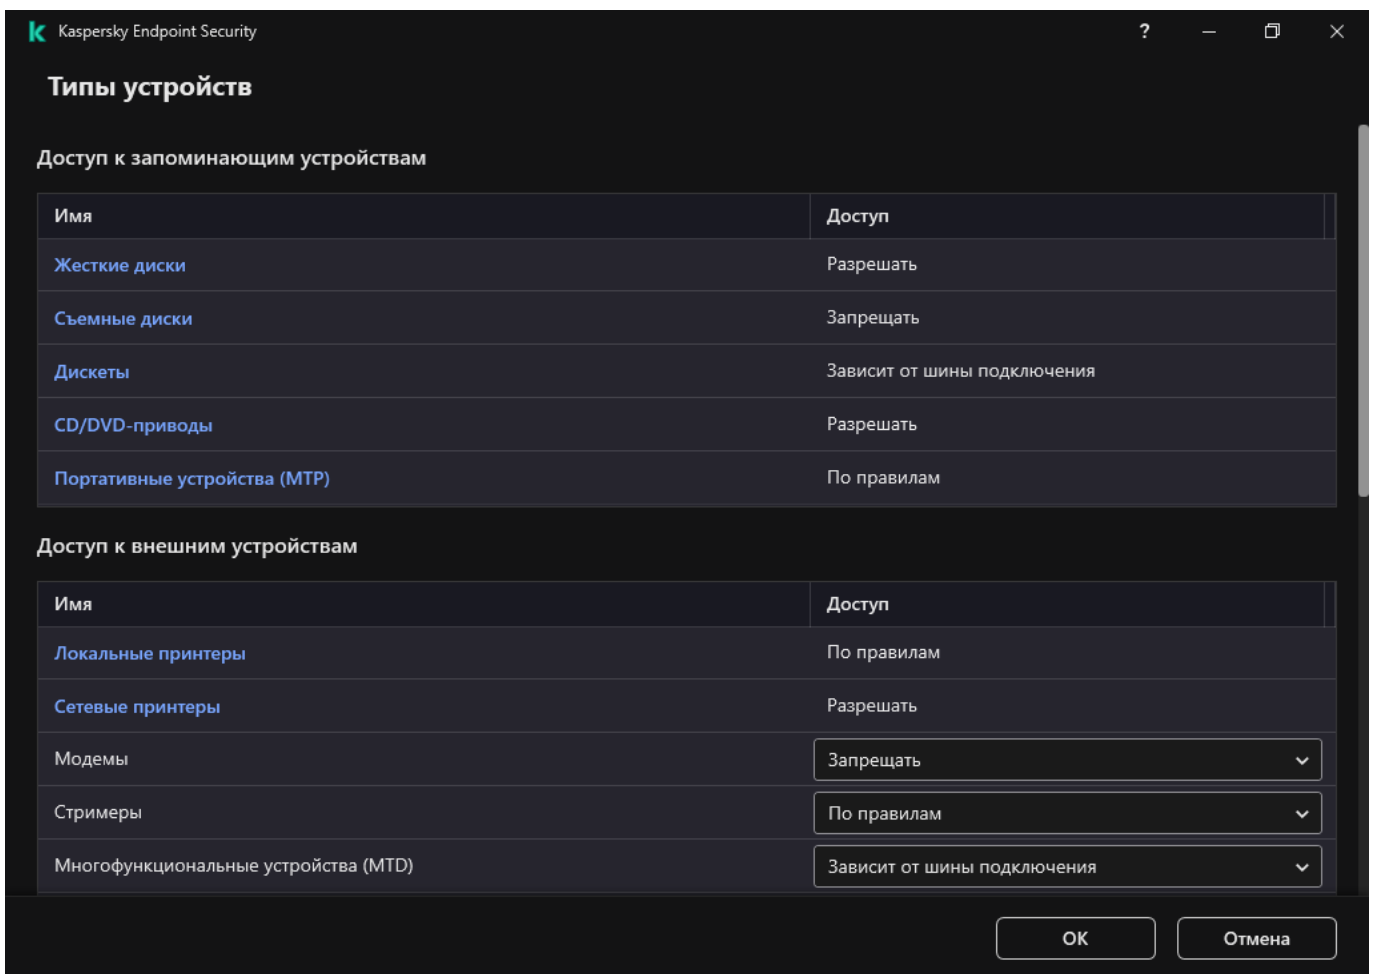 Kaspersky Endpoint Security ?
Типы устройств
Доступ к запоминающим устройствам
Имя Доступ
Жесткие диски Разрешать
Съемные диски Запрещать
Дискеты Зависит от шины подключения
CD/DVD-приводы Разрешать
Портативные устройства (MTP) По правилам
Доступ к внешним устройствам
Имя Доступ
Локальные принтеры По правилам
Сетевые принтеры Разрешать
Модемы Запрещать
Стримеры По правилам
Многофункциональные устройства (MTD) Зависит от шины подключения
ОК Отмена